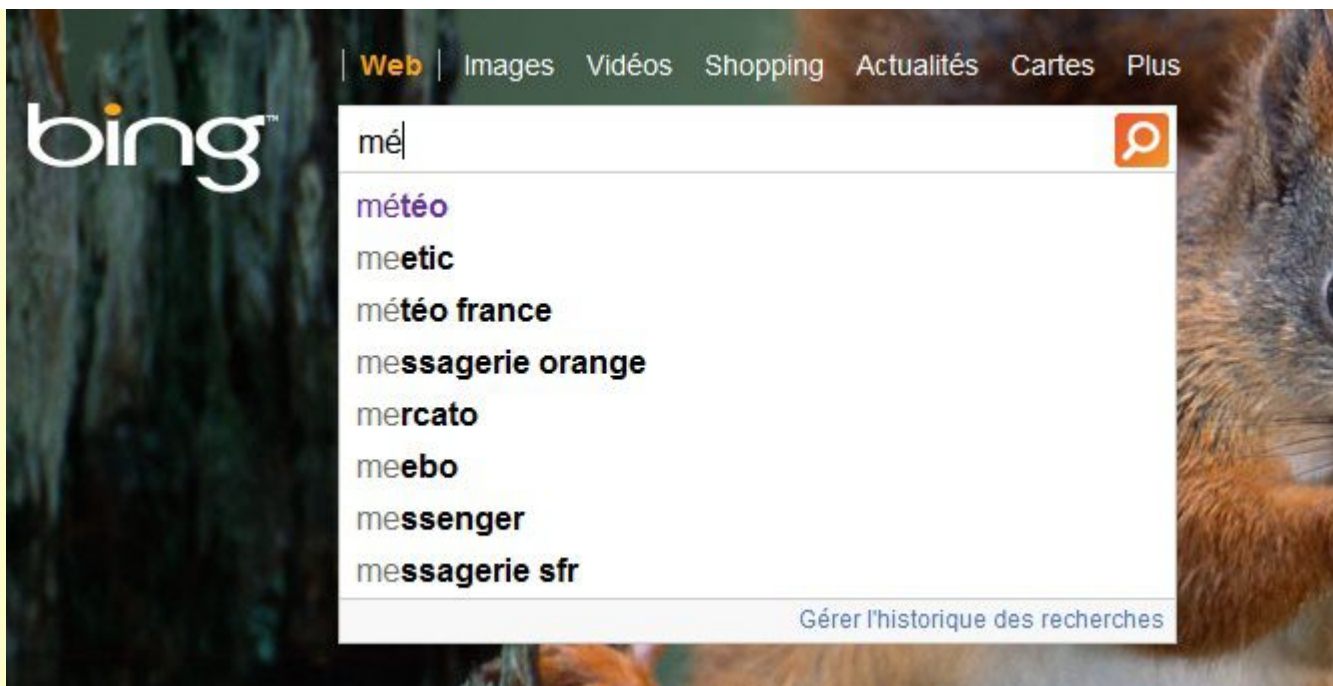 Web Images Vidéos Shopping Actualités Cartes Plus
bing™
mé
météo
meetic
météo france
messagerie orange
mercato
meebo
messenger
messagerie sfr
Gérer l'historique des recherches